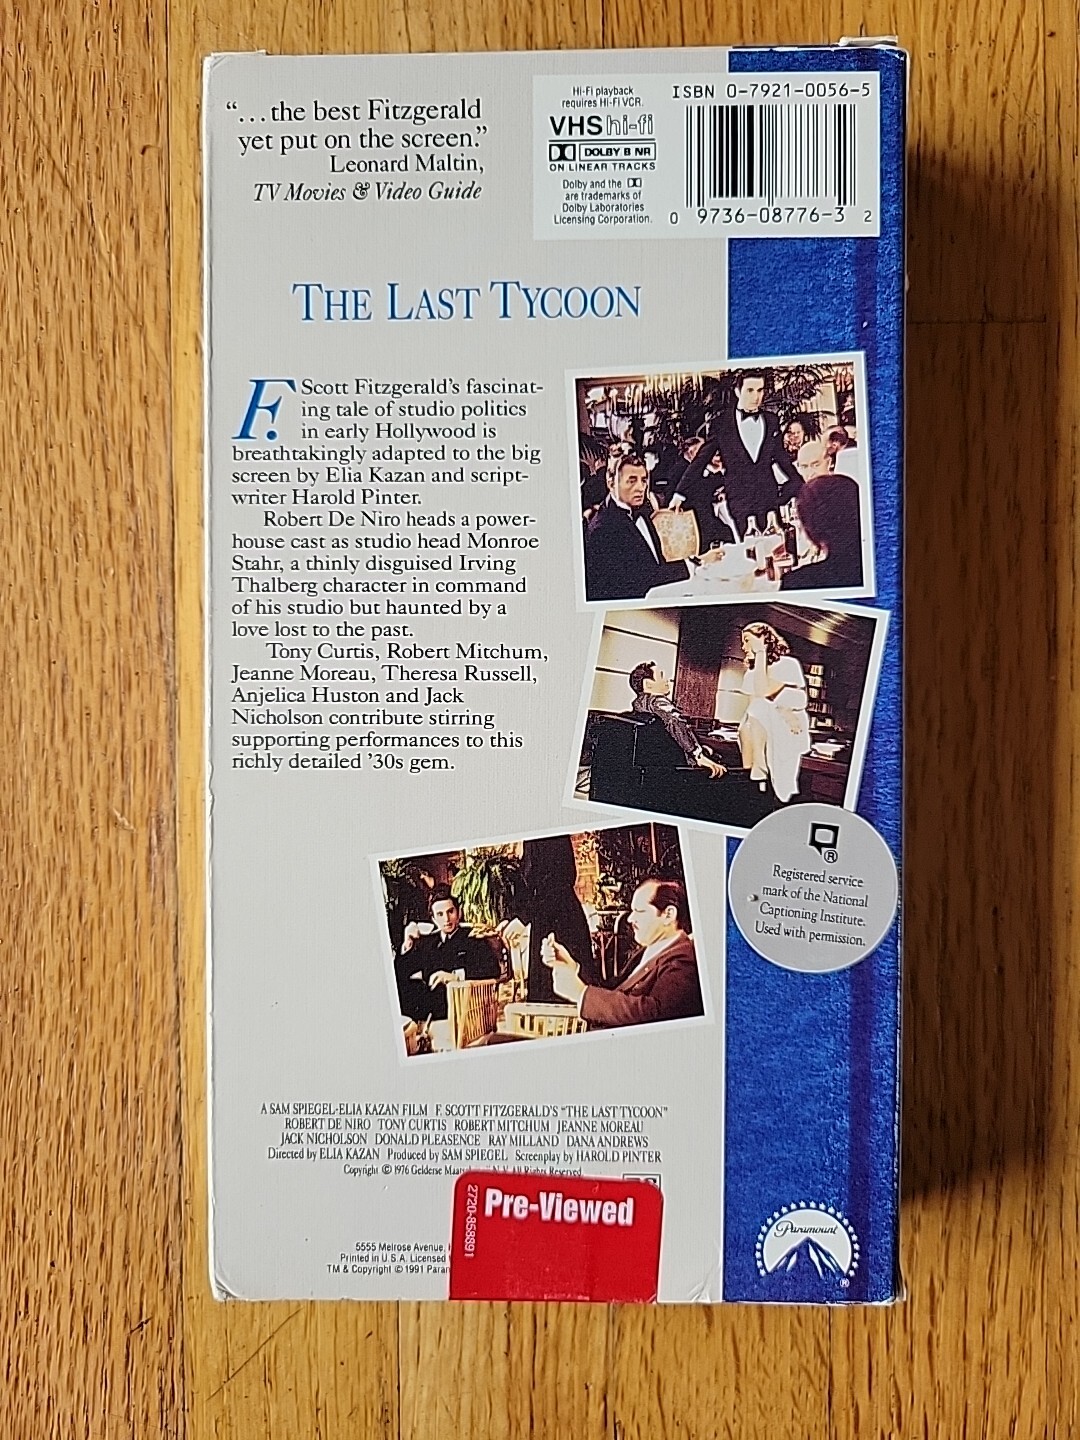 “...the best Fitzgerald
yet put on the screen.”
Leonard Maltin,
TV Movies & Video Guide
Hi-Fi playback
requires Hi-Fi VCR.
VHS hi-fi
DOLBY B NR
ON LINEAR TRACKS
Dolby and the
are trademarks of
Dolby Laboratories
Licensing Corporation.
ISBN 0-7921-0056-5
0 9736-08776-3 2
THE LAST TYCOON
F. Scott Fitzgerald’s fascinat-
ing tale of studio politics
in early Hollywood is
breathtakingly adapted to the big
screen by Elia Kazan and script-
writer Harold Pinter.
Robert De Niro heads a power-
house cast as studio head Monroe
Stahr, a thinly disguised Irving
Thalberg character in command
of his studio but haunted by a
love lost to the past.
Tony Curtis, Robert Mitchum,
Jeanne Moreau, Theresa Russell,
Anjelica Huston and Jack
Nicholson contribute stirring
supporting performances to this
richly detailed ’30s gem.
®
Registered service
mark of the National
Captioning Institute.
Used with permission.
A SAM SPIEGEL-ELIA KAZAN FILM F. SCOTT FITZGERALD’S “THE LAST TYCOON”
ROBERT DE NIRO TONY CURTIS ROBERT MITCHUM JEANNE MOREAU
JACK NICHOLSON DONALD PLEASENCE RAY MILLAND DANA ANDREWS
Directed by ELIA KAZAN Produced by SAM SPIEGEL Screenplay by HAROLD PINTER
Copyright © 1976 Gelderse N.V. All Rights Reserved
Pre-Viewed
2720-858891
5555 Melrose Avenue,
Printed in U.S.A. Licensed
TM & Copyright © 1991
Paramount
®